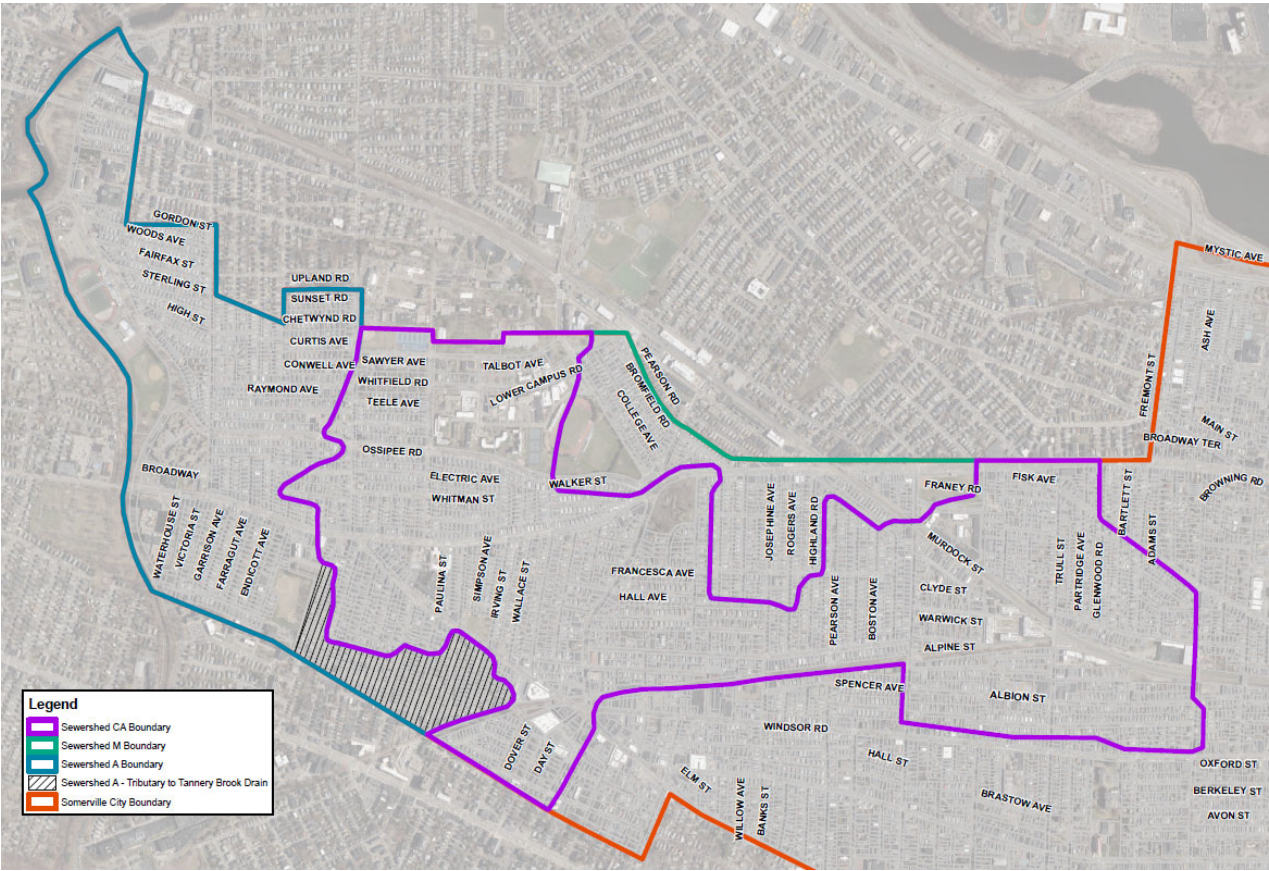 MYSTIC AVE
GORDON ST
WOODS AVE
FAIRFAX ST
STERLING ST
HIGH ST
UPLAND RD
SUNSET RD
CHETWYND RD
CURTIS AVE
CONWELL AVE
RAYMOND AVE
SAWYER AVE
WHITFIELD RD
TEELE AVE
TALBOT AVE
LOWER CAMPUS RD
PEARSON RD
BROMFIELD RD
COLLEGE AVE
ASH AVE
FREMONT ST
MAIN ST
BROADWAY TER
BROWNING RD
OSSIPEE RD
ELECTRIC AVE
WHITMAN ST
WALKER ST
BROADWAY
WATERHOUSE ST
VICTORIA ST
GARRISON AVE
FARRAGUT AVE
ENDICOTT AVE
PAULINA ST
SIMPSON AVE
IRVING ST
WALLACE ST
FRANCESCA AVE
HALL AVE
JOSEPHINE AVE
ROGERS AVE
HIGHLAND RD
FRANEY RD
FISK AVE
BARTLETT ST
ADAMS ST
MURDOCK ST
TRULL ST
PARTRIDGE AVE
GLENWOOD RD
PEARSON AVE
BOSTON AVE
CLYDE ST
WARWICK ST
ALPINE ST
SPENCER AVE
ALBION ST
WINDSOR RD
HALL ST
DOVER ST
DAY ST
ELM ST
WILLOW AVE
BANKS ST
BRASTOW AVE
OXFORD ST
BERKELEY ST
AVON ST
Legend
Sewershed CA Boundary
Sewershed M Boundary
Sewershed A Boundary
Sewershed A - Tributary to Tannery Brook Drain
Somerville City Boundary